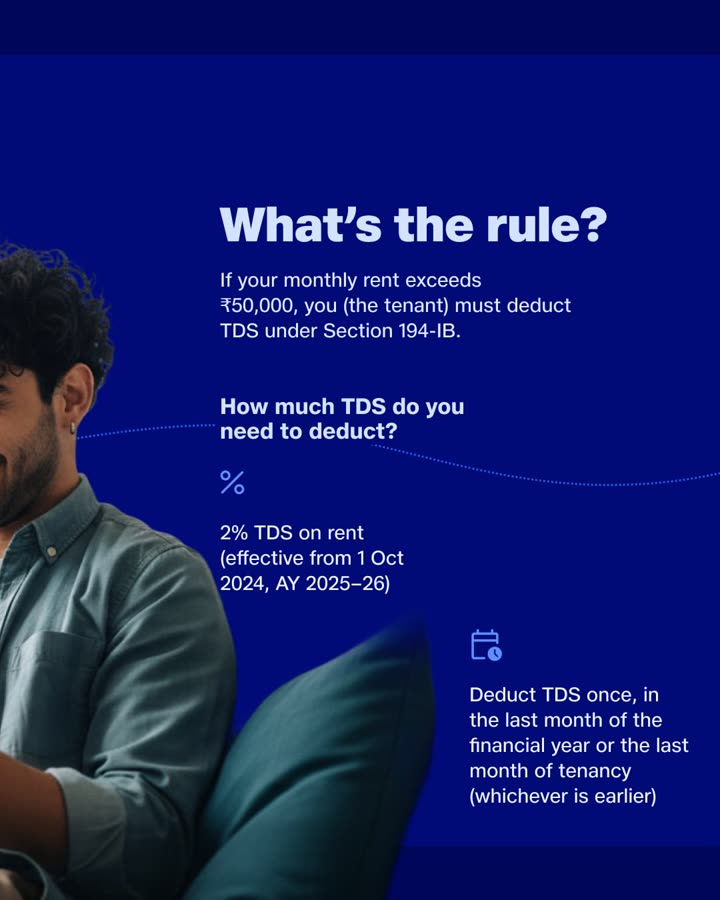 What's the rule?
If your monthly rent exceeds
₹50,000, you (the tenant) must deduct
TDS under Section 194-IB.
How much TDS do you
need to deduct?
2% TDS on rent
(effective from 1 Oct
2024, AY 2025–26)
Deduct TDS once, in
the last month of the
financial year or the last
month of tenancy
(whichever is earlier)